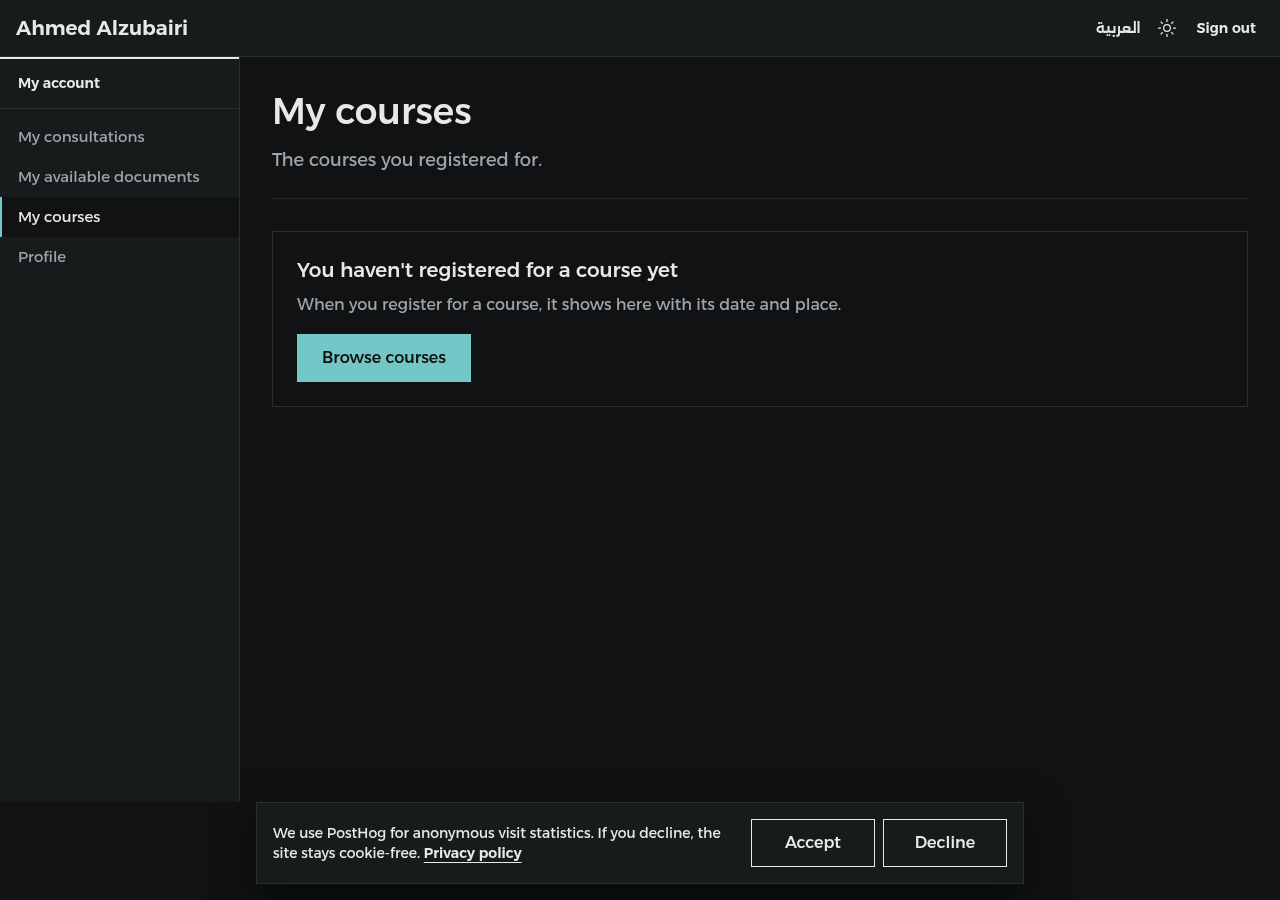 Ahmed Alzubairi
العربية
Sign out
My account
My consultations
My available documents
My courses
Profile
My courses
The courses you registered for.
You haven't registered for a course yet
When you register for a course, it shows here with its date and place.
Browse courses
We use PostHog for anonymous visit statistics. If you decline, the
site stays cookie-free. Privacy policy
Accept
Decline